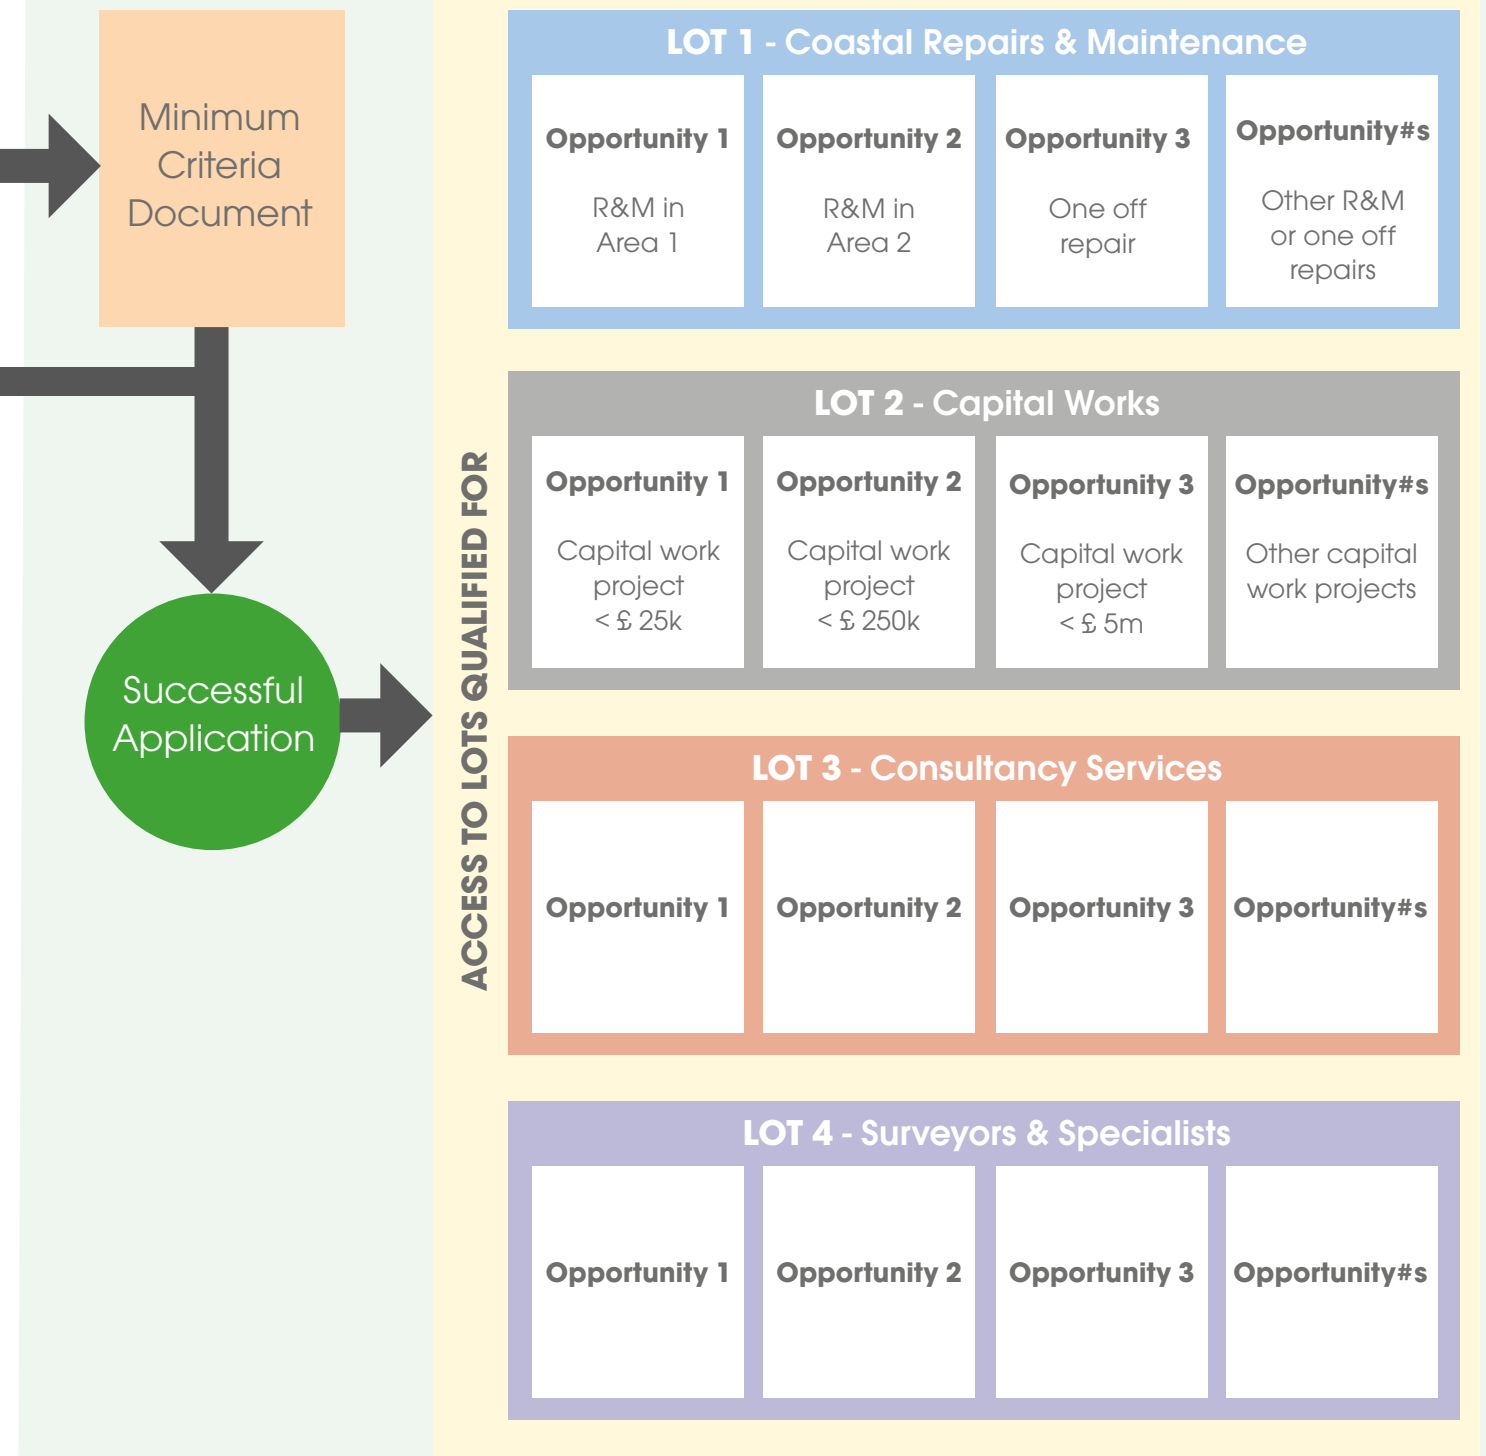 Minimum
Criteria
Document
Successful
Application
ACCESS TO LOTS QUALIFIED FOR
LOT 1 - Coastal Repairs & Maintenance
Opportunity 1
R&M in
Area 1
Opportunity 2
R&M in
Area 2
Opportunity 3
One off
repair
Opportunity#s
Other R&M
or one off
repairs
LOT 2 - Capital Works
Opportunity 1
Capital work
project
< £ 25k
Opportunity 2
Capital work
project
< £ 250k
Opportunity 3
Capital work
project
< £ 5m
Opportunity#s
Other capital
work projects
LOT 3 - Consultancy Services
Opportunity 1
Opportunity 2
Opportunity 3
Opportunity#s
LOT 4 - Surveyors & Specialists
Opportunity 1
Opportunity 2
Opportunity 3
Opportunity#s